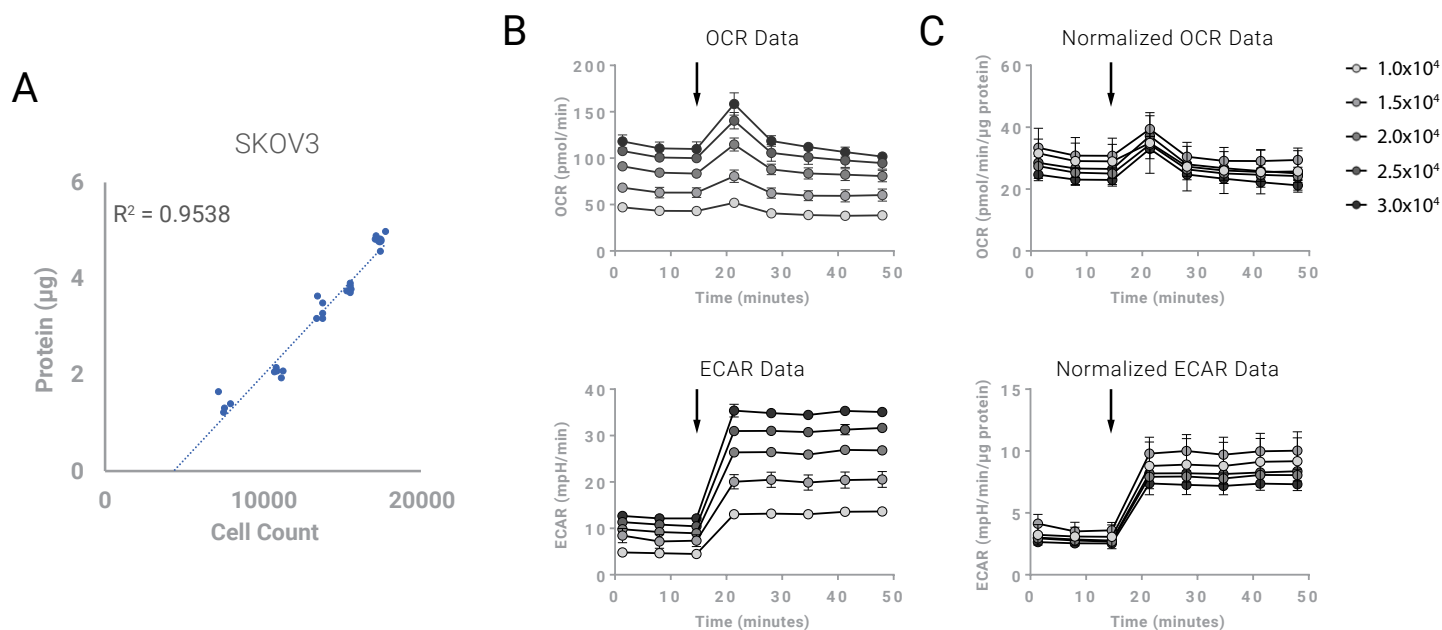 A
SKOV3
R² = 0.9538
Protein (µg)
6
4
2
0
0 10000 20000
Cell Count
B
OCR Data
OCR (pmol/min)
200
150
100
50
0
0 10 20 30 40 50
Time (minutes)
ECAR Data
ECAR (mpH/min)
40
30
20
10
0
0 10 20 30 40 50
Time (minutes)
C
Normalized OCR Data
OCR (pmol/min/µg protein)
60
40
20
0
0 10 20 30 40 50
Time (minutes)
Normalized ECAR Data
ECAR (mpH/min/µg protein)
15
10
5
0
0 10 20 30 40 50
Time (minutes)
1.0x10⁴
1.5x10⁴
2.0x10⁴
2.5x10⁴
3.0x10⁴